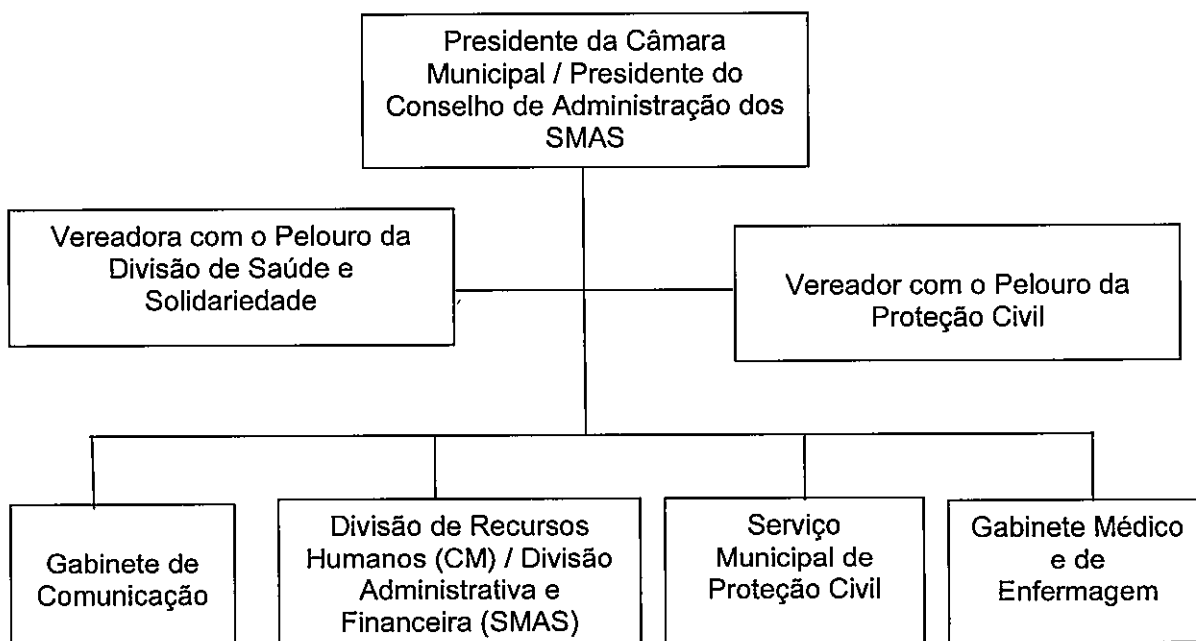 Presidente da Câmara
Municipal / Presidente do
Conselho de Administração dos
SMAS
Vereadora com o Pelouro da
Divisão de Saúde e
Solidariedade
Vereador com o Pelouro da
Proteção Civil
Gabinete de
Comunicação
Divisão de Recursos
Humanos (CM) / Divisão
Administrativa e
Financeira (SMAS)
Serviço
Municipal de
Proteção Civil
Gabinete Médico
e de
Enfermagem